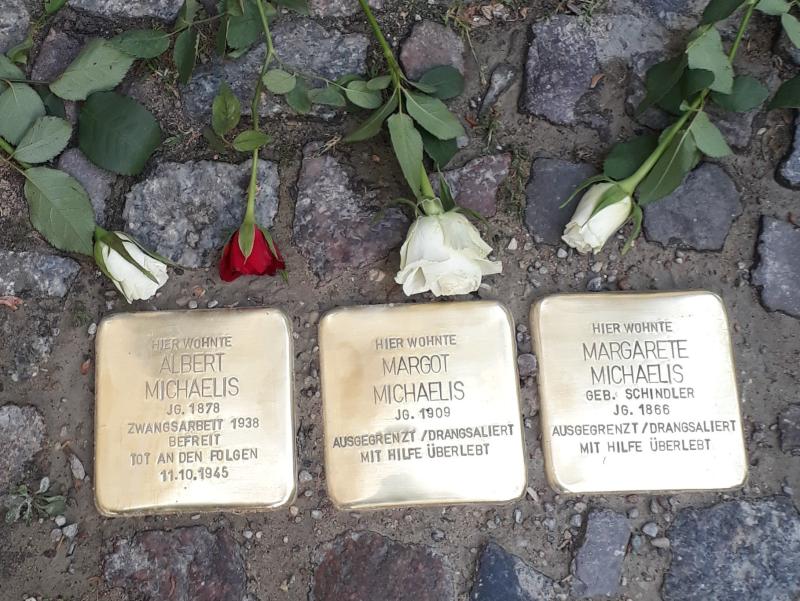 HIER WOHNTE
ALBERT
MICHAELIS
JG. 1878
ZWANGSARBEIT 1938
BEFREIT
TOT AN DEN FOLGEN
11.10.1945
HIER WOHNTE
MARGOT
MICHAELIS
JG. 1909
AUSGEGRENZT/DRANGSALIERT
MIT HILFE ÜBERLEBT
HIER WOHNTE
MARGARETE
MICHAELIS
GEB. SCHINDLER
JG. 1866
AUSGEGRENZT/DRANGSALIERT
MIT HILFE ÜBERLEBT